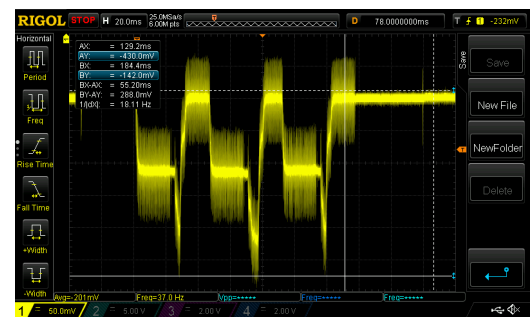 RIGOL STOP H 20.0ms 25.0MSa/s 6.00M pts D 78.0000000ms T 1 -232mV
Horizontal
Period
Freq
Rise Time
Fall Time
+Width
-Width
AX: = 129.2ms
AY: = -430.0mV
BX: = 184.4ms
BY: = -142.0mV
BX-AX: = 55.20ms
BY-AY: = 288.0mV
1/|dX|: = 18.11 Hz
T
Save
Save
New File
NewFolder
Delete
Avg=-201mV Freq=37.0 Hz Vpp=***** Freq=***** Freq=*****
1 = 50.0mV 2 = 5.00 V 3 = 2.00 V 4 = 2.00 V